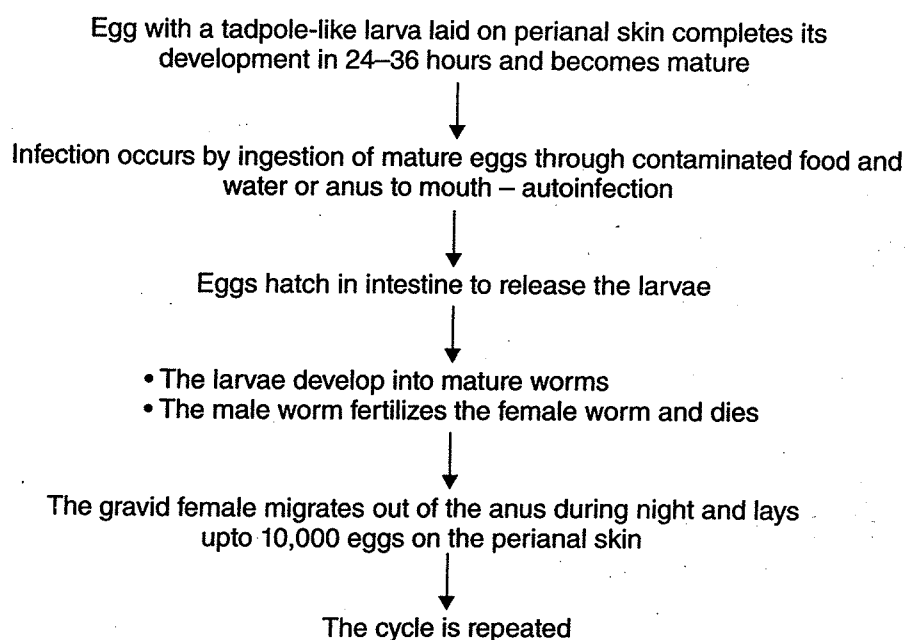 Egg with a tadpole-like larva laid on perianal skin completes its
development in 24–36 hours and becomes mature
Infection occurs by ingestion of mature eggs through contaminated food and
water or anus to mouth – autoinfection
Eggs hatch in intestine to release the larvae
• The larvae develop into mature worms
• The male worm fertilizes the female worm and dies
The gravid female migrates out of the anus during night and lays
upto 10,000 eggs on the perianal skin
The cycle is repeated